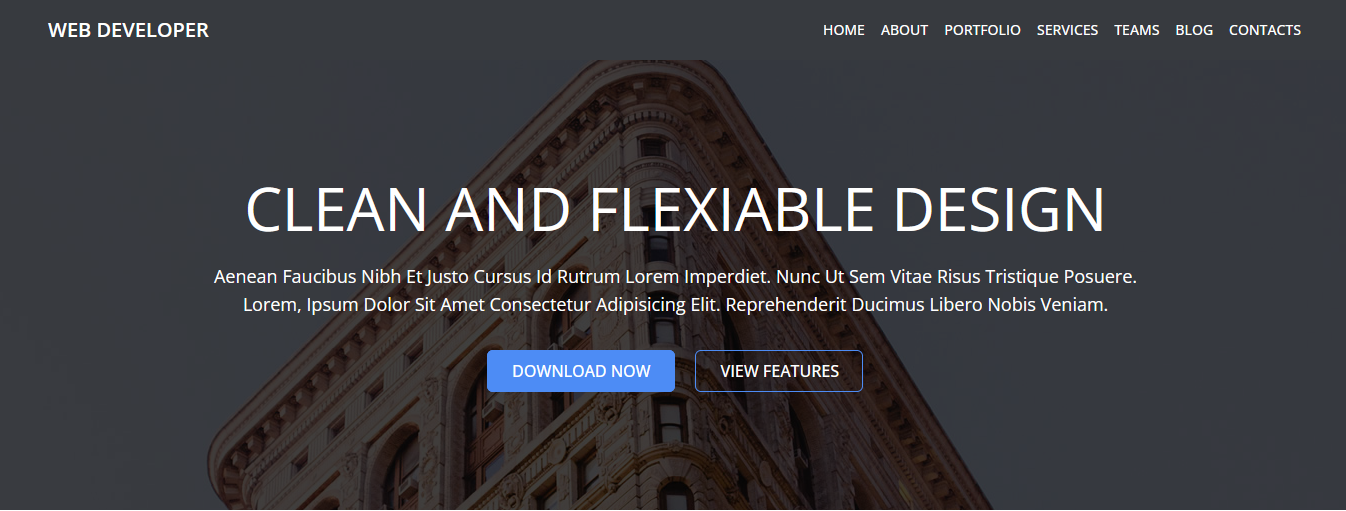 WEB DEVELOPER
HOME ABOUT PORTFOLIO SERVICES TEAMS BLOG CONTACTS
CLEAN AND FLEXIABLE DESIGN
Aenean Faucibus Nibh Et Justo Cursus Id Rutrum Lorem Imperdiet. Nunc Ut Sem Vitae Risus Tristique Posuere.
Lorem, Ipsum Dolor Sit Amet Consectetur Adipisicing Elit. Reprehenderit Ducimus Libero Nobis Veniam.
DOWNLOAD NOW VIEW FEATURES